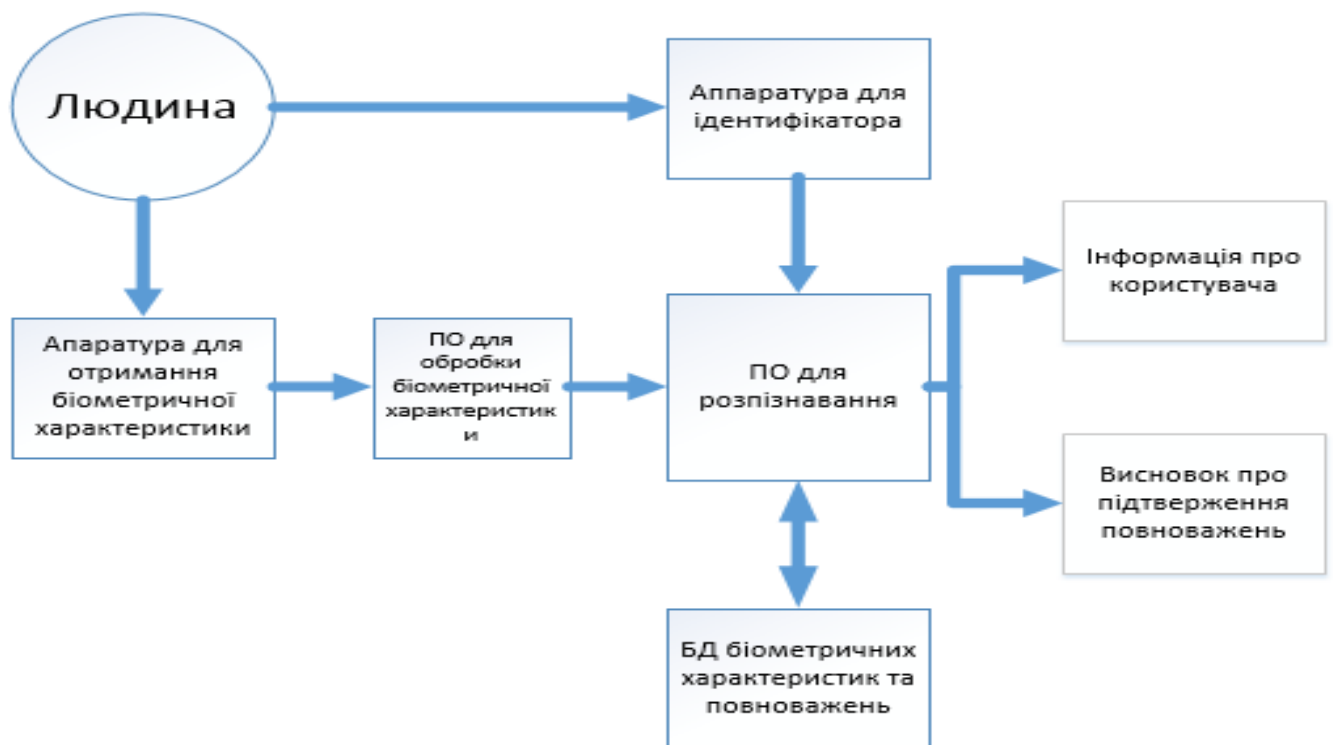 Людина
Аппаратура для
ідентифікатора
Інформація про
користувача
Апаратура для
отримання
біометричної
характеристики
ПО для
обробки
біометричної
характеристик
и
ПО для
розпізнавання
Висновок про
підтверження
повноважень
БД біометричних
характеристик та
повноважень